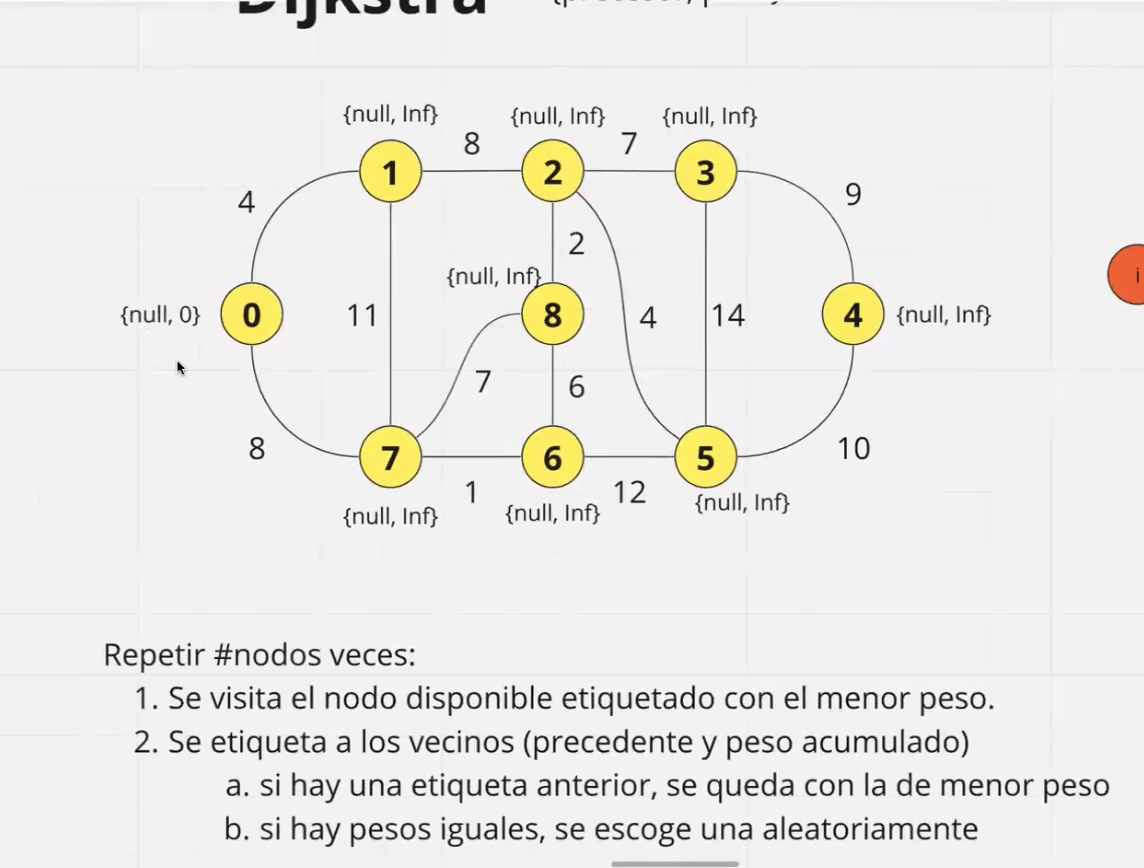 Dijkstra
{null, Inf} {null, Inf} {null, Inf}
8 7
1 2 3
4 9
2
{null, Inf}
{null, 0} 0 11 8 4 14 4 {null, Inf}
7 6
8 7 6 5 10
1 12
{null, Inf} {null, Inf} {null, Inf}
i
Repetir #nodos veces:
1. Se visita el nodo disponible etiquetado con el menor peso.
2. Se etiqueta a los vecinos (precedente y peso acumulado)
a. si hay una etiqueta anterior, se queda con la de menor peso
b. si hay pesos iguales, se escoge una aleatoriamente